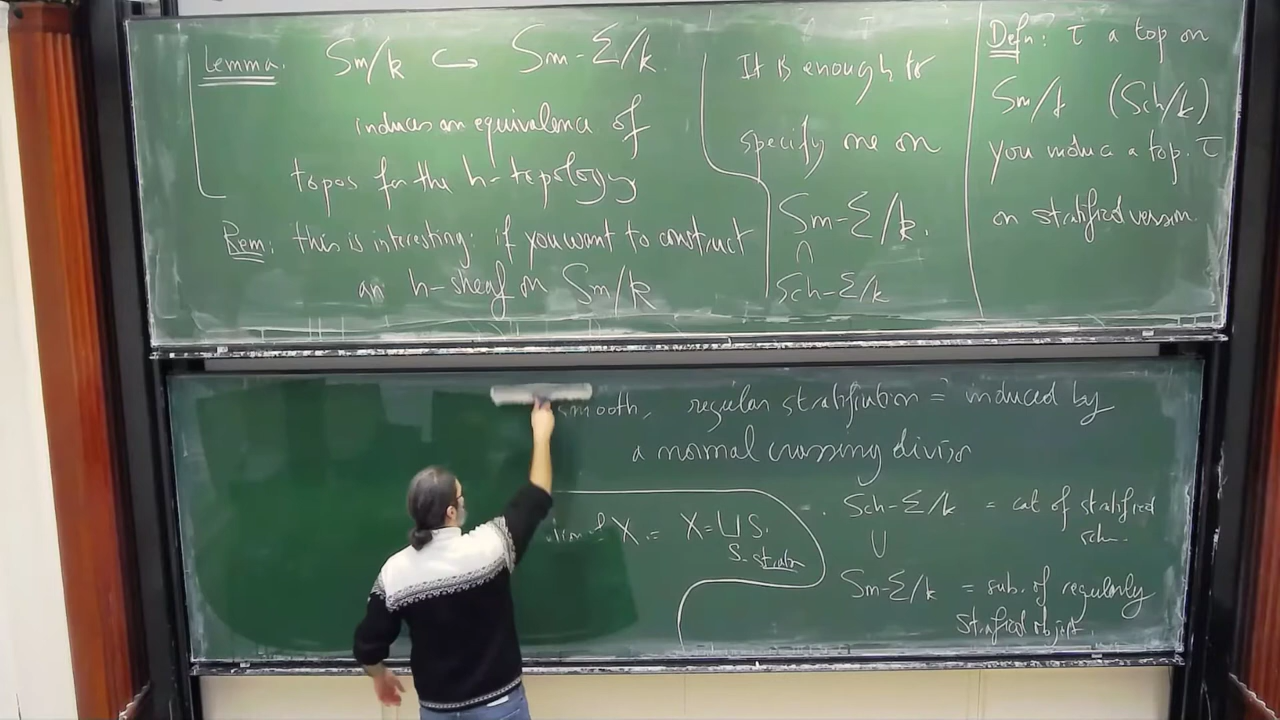 Lemma. Sm/k ↪ Sm-Σ/k
induces an equivalence of
topos for the h-topology
Rem: this is interesting: if you want to construct
an h-sheaf on Sm/k
It is enough to
specify one on
Sm-Σ/k.
∩
Sch-Σ/k
Defn: τ a top on
Sm/k (Sch/k)
you induce a top. τ
on stratified version.
smooth, regular stratification = induced by
a normal crossing divisor
X = X = ⊔ S.
S. strata
Sch-Σ/k = cat of stratified
sch.
∪
Sm-Σ/k = sub. of regularly
stratified object